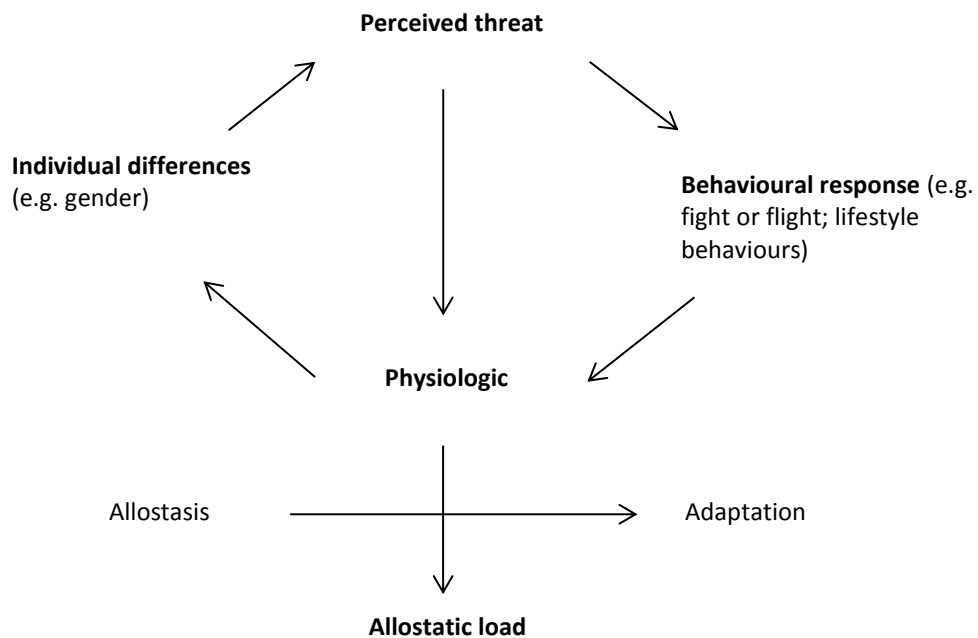 Perceived threat
Individual differences
(e.g. gender)
Behavioural response (e.g.
fight or flight; lifestyle
behaviours)
Physiologic
Allostasis
Adaptation
Allostatic load